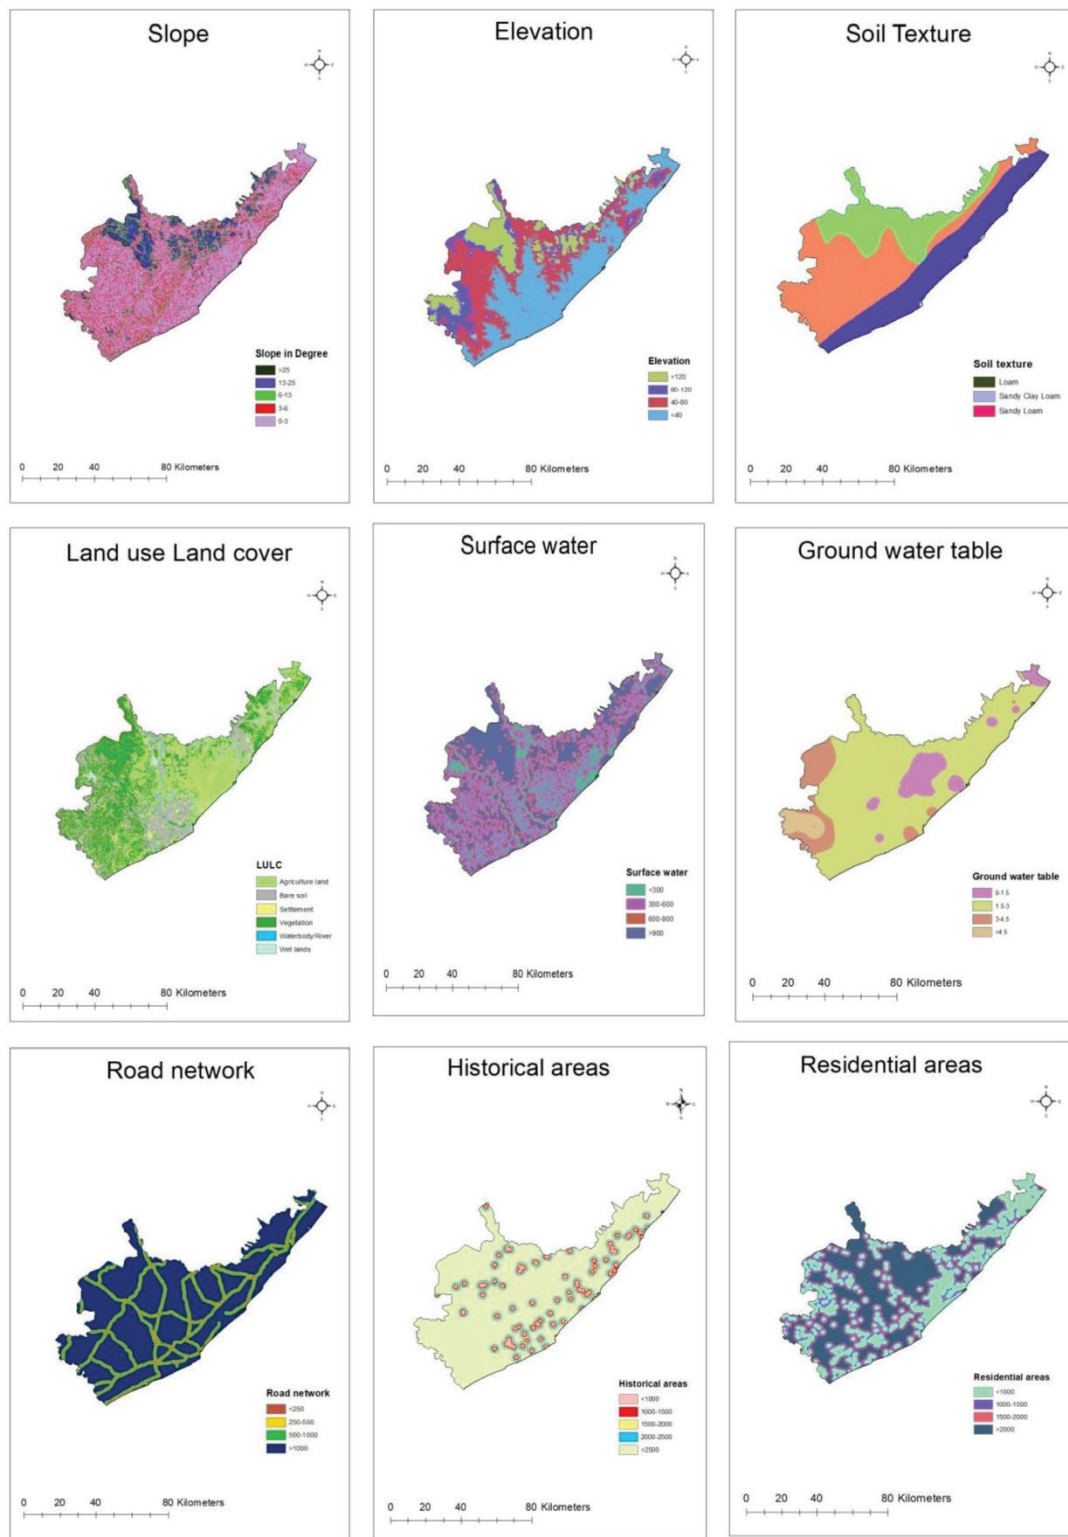 Slope
Elevation
Soil Texture
Slope in Degree
>25
13-25
6-13
3-6
0-3
0 20 40 80 Kilometers
Elevation
>120
80-120
40-80
<40
0 20 40 80 Kilometers
Soil texture
Loam
Sandy Clay Loam
Sandy Loam
0 20 40 80 Kilometers
Land use Land cover
Surface water
Ground water table
LULC
Agriculture land
Bare soil
Settlement
Vegetation
Waterbody/River
Wet lands
0 20 40 80 Kilometers
Surface water
<300
300-600
600-900
>900
0 20 40 80 Kilometers
Ground water table
0-1.5
1.5-3
3-4.5
>4.5
0 20 40 80 Kilometers
Road network
Historical areas
Residential areas
Road network
<250
250-500
500-1000
>1000
0 20 40 80 Kilometers
Historical areas
<1000
1000-1500
1500-2000
2000-2500
>2500
0 20 40 80 Kilometers
Residential areas
<1000
1000-1500
1500-2000
>2000
0 20 40 80 Kilometers